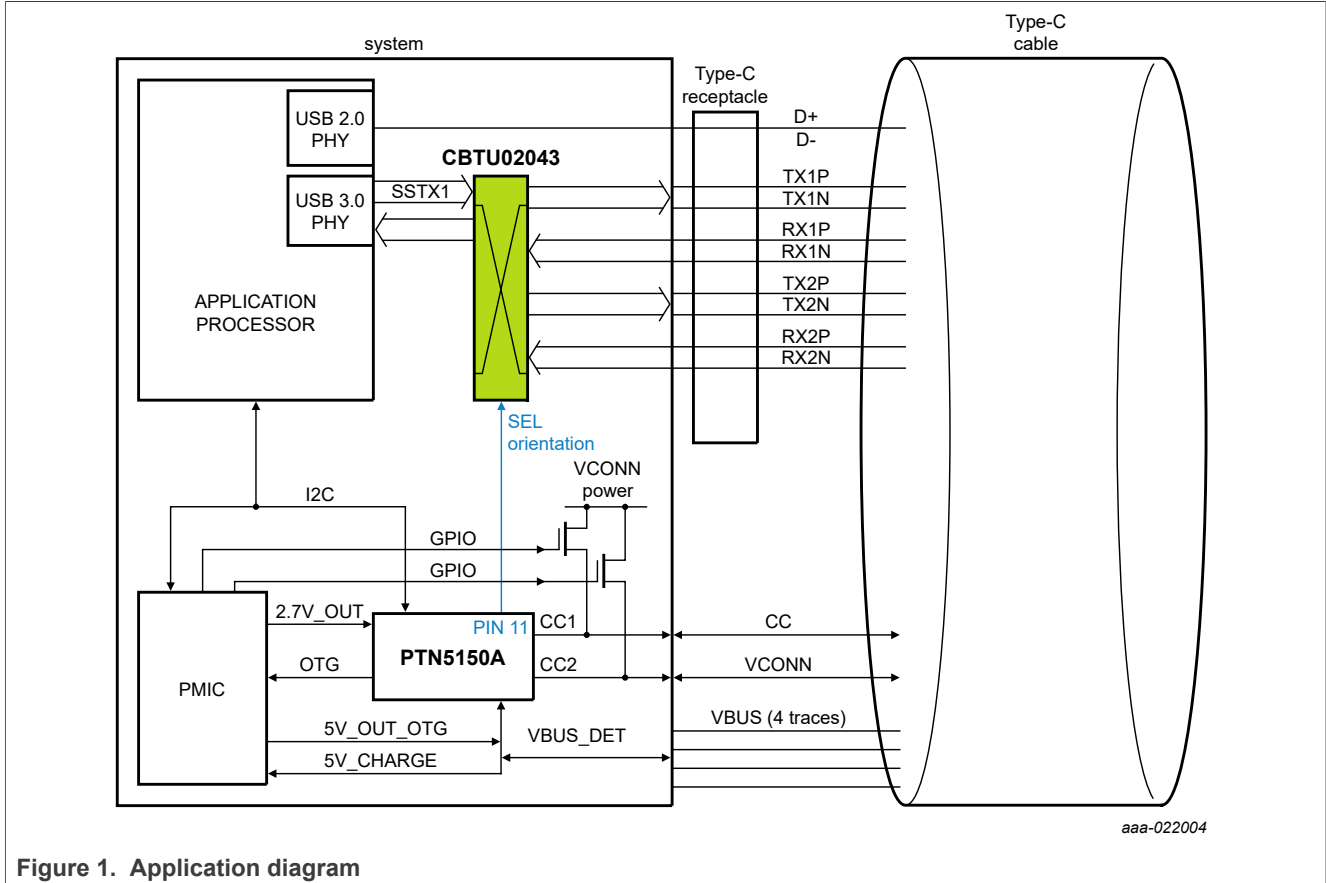 Type-C
cable
system
Type-C
receptacle
USB 2.0
PHY
D+
D-
CBTU02043
USB 3.0
PHY
SSTX1
TX1P
TX1N
RX1P
RX1N
TX2P
TX2N
RX2P
RX2N
APPLICATION
PROCESSOR
SEL
orientation
VCONN
power
I2C
GPIO
GPIO
2.7V_OUT
PIN 11
CC1
CC
PTN5150A
OTG
CC2
VCONN
PMIC
5V_OUT_OTG
VBUS_DET
VBUS (4 traces)
5V_CHARGE
aaa-022004
Figure 1. Application diagram